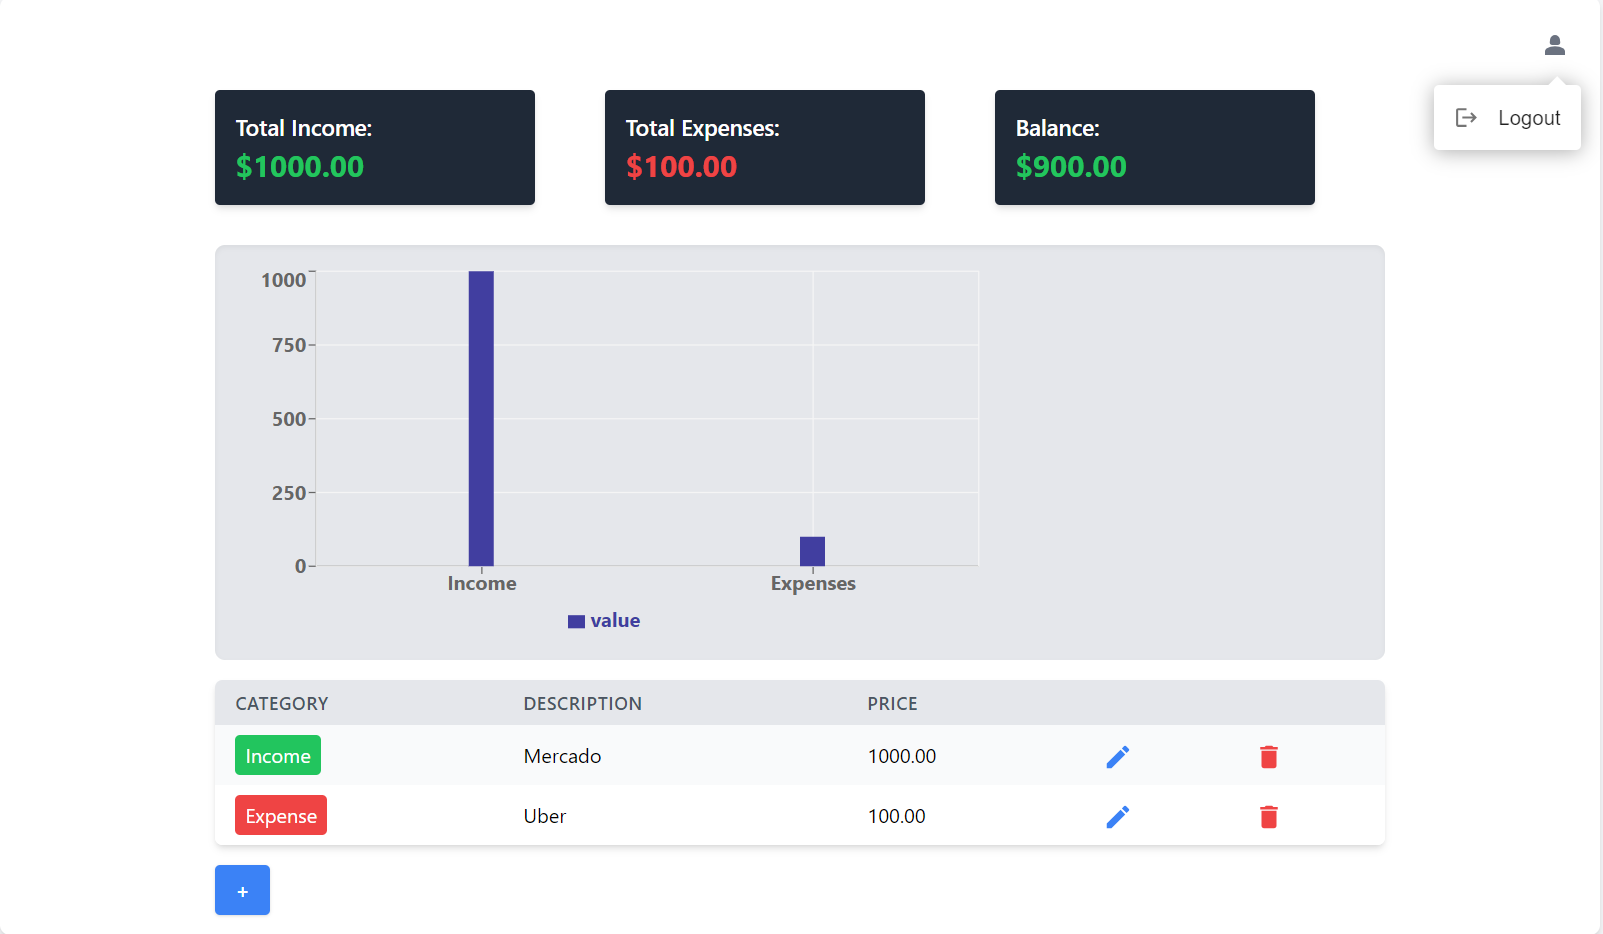 Logout
Total Income:
$1000.00
Total Expenses:
$100.00
Balance:
$900.00
1000
750
500
250
0
Income
Expenses
value
CATEGORY DESCRIPTION PRICE
Income Mercado 1000.00
Expense Uber 100.00
+